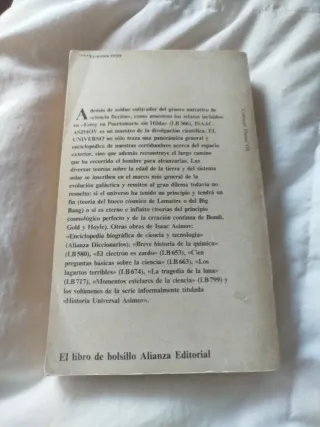 Además de asiduo cultivador del género narrativo de
«ciencia ficción», como muestran los relatos incluidos
en «Estoy en Puertomarte sin Hilda» (LB 366), ISAAC
ASIMOV es un maestro de la divulgación científica. EL
UNIVERSO no sólo traza una panorámica general y
enciclopédica de nuestras certidumbres acerca del espacio
exterior, sino que además reconstruye el largo camino
que ha recorrido el hombre para alcanzarlas. Las
diversas teorías sobre la edad de la tierra y del sistema
solar se inscriben en el marco más general de la
evolución galáctica y remiten al gran dilema todavía no
resuelto: si el universo ha tenido un principio y tendrá un
fin (teoría del huevo cósmico de Lemaître o del Big
Bang) o si es eterno e infinito (teorías del principio
cosmológico perfecto y de la creación continua de Bondi,
Gold y Hoyle). Otras obras de Isaac Asimov:
«Enciclopedia biográfica de ciencia y tecnología»
(Alianza Diccionarios), «Breve historia de la química»
(LB 580), «El electrón es zurdo» (LB 653), «Cien
preguntas básicas sobre la ciencia» (LB 663), «Los
lagartos terribles» (LB 674), «La tragedia de la luna»
(LB 717), «Momentos estelares de la ciencia» (LB 799) y
los volúmenes de la serie informalmente titulada
«Historia Universal Asimov».
El libro de bolsillo Alianza Editorial